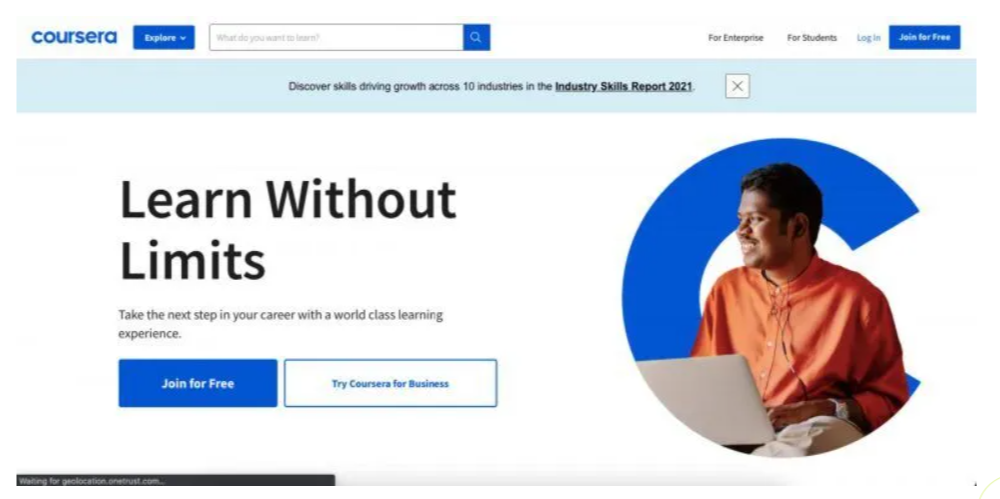 coursera
Explore
What do you want to learn?
For Enterprise
For Students
Log In
Join for Free
Discover skills driving growth across 10 industries in the Industry Skills Report 2021.
Learn Without
Limits
Take the next step in your career with a world class learning
experience.
Join for Free
Try Coursera for Business
Waiting for geolocation.onetrust.com...